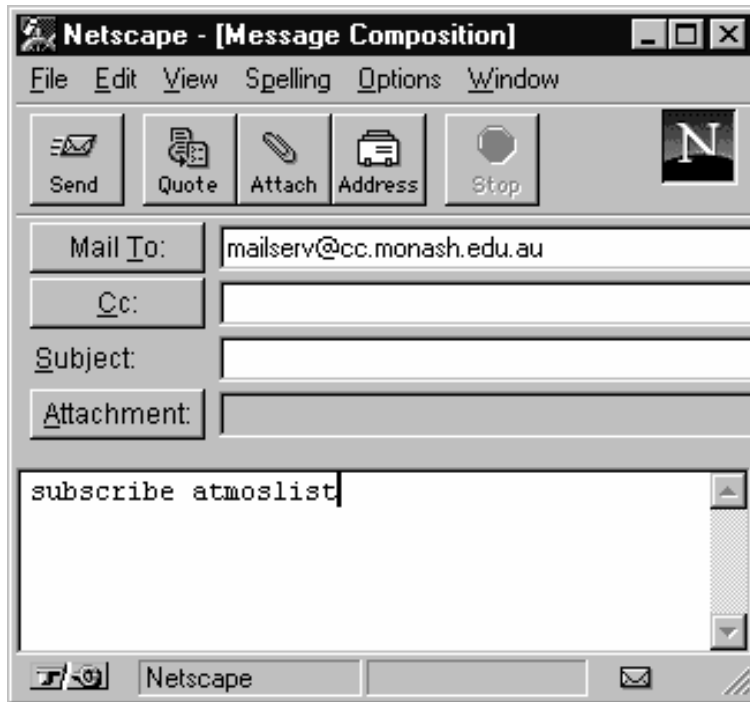 Netscape - [Message Composition]
File Edit View Spelling Options Window
Send Quote Attach Address Stop N
Mail To: mailserv@cc.monash.edu.au
Cc:
Subject:
Attachment:
subscribe atmoslist
Netscape